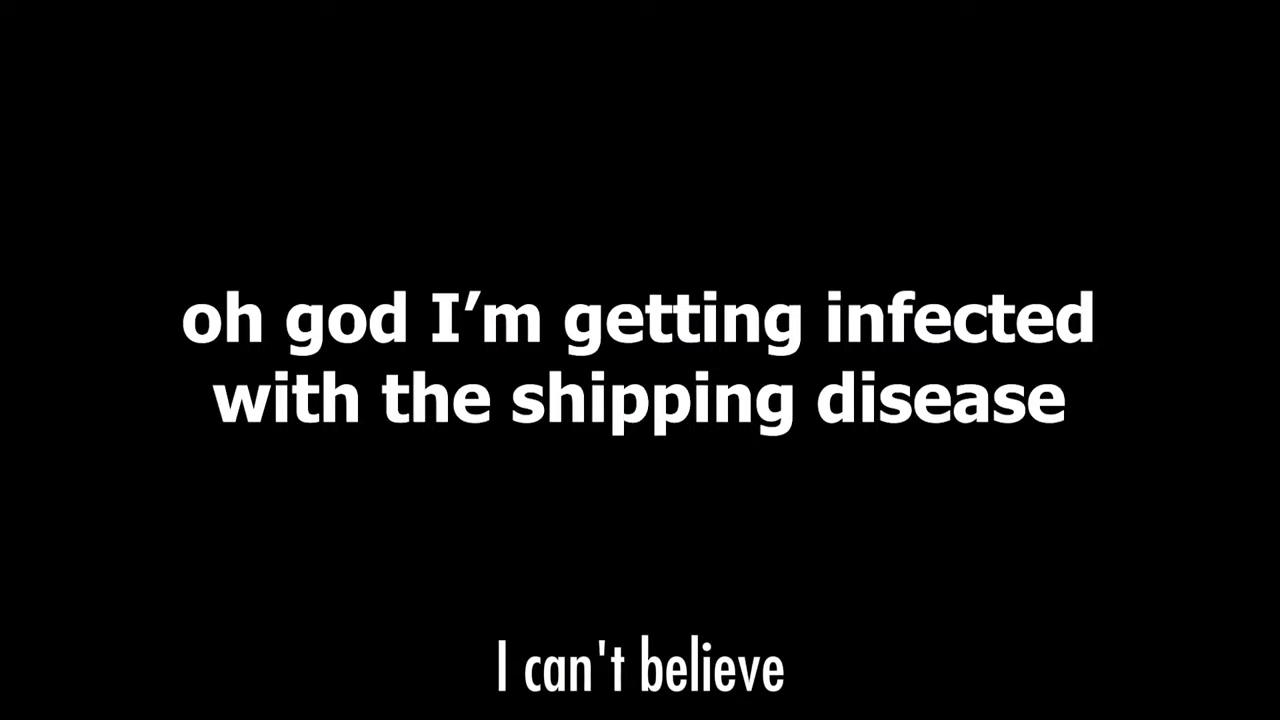 oh god I’m getting infected
with the shipping disease
I can't believe